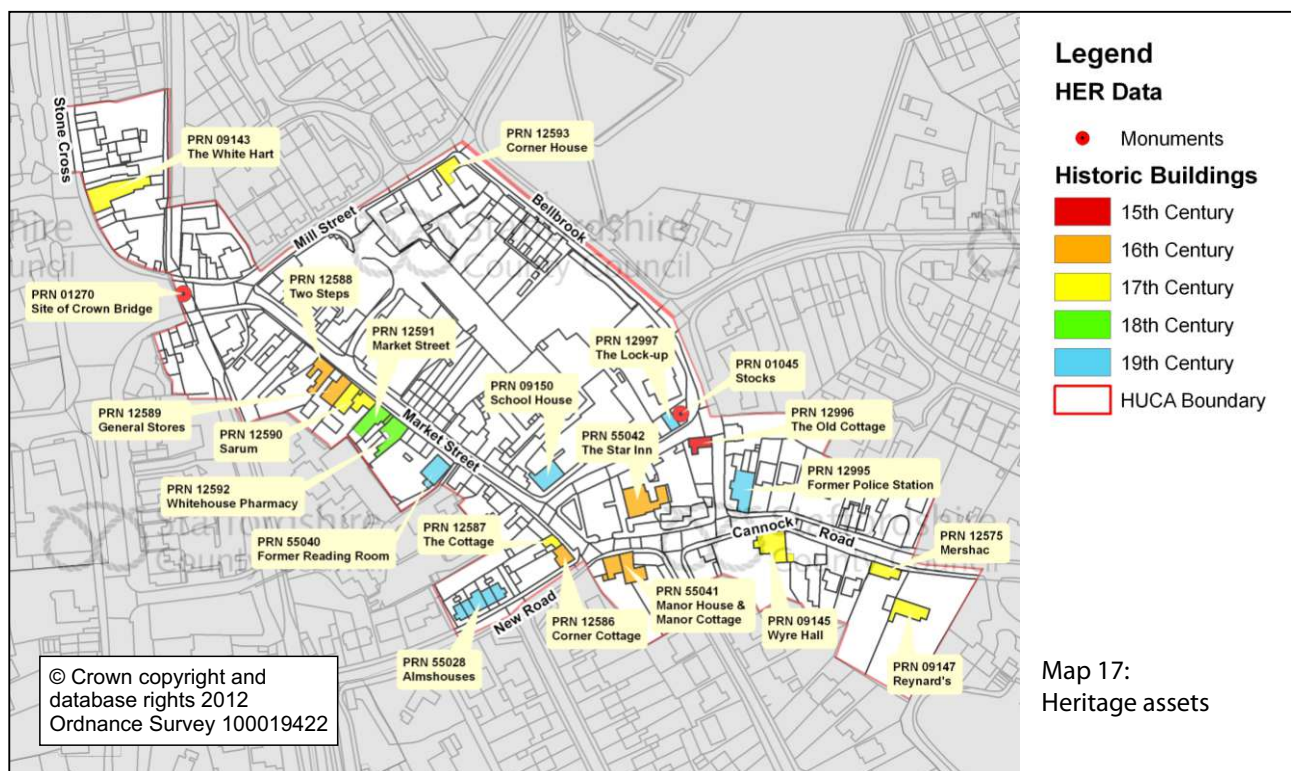 Stone Cross
PRN 09143
The White Hart
PRN 12593
Corner House
Mill Street
Bellbrook
Staffordshire
County Council
PRN 01270
Site of Crown Bridge
PRN 12588
Two Steps
PRN 12591
Market Street
PRN 12997
The Lock-up
PRN 01045
Stocks
PRN 09150
School House
PRN 12589
General Stores
PRN 12590
Sarum
Market Street
PRN 55042
The Star Inn
PRN 12996
The Old Cottage
PRN 12592
Whitehouse Pharmacy
PRN 12995
Former Police Station
PRN 55040
Former Reading Room
PRN 12587
The Cottage
Cannock Road
PRN 12575
Mershac
New Road
PRN 55028
Almshouses
PRN 12586
Corner Cottage
PRN 55041
Manor House &
Manor Cottage
PRN 09145
Wyre Hall
PRN 09147
Reynard's
© Crown copyright and
database rights 2012
Ordnance Survey 100019422
Legend
HER Data
Monuments
Historic Buildings
15th Century
16th Century
17th Century
18th Century
19th Century
HUCA Boundary
Map 17:
Heritage assets